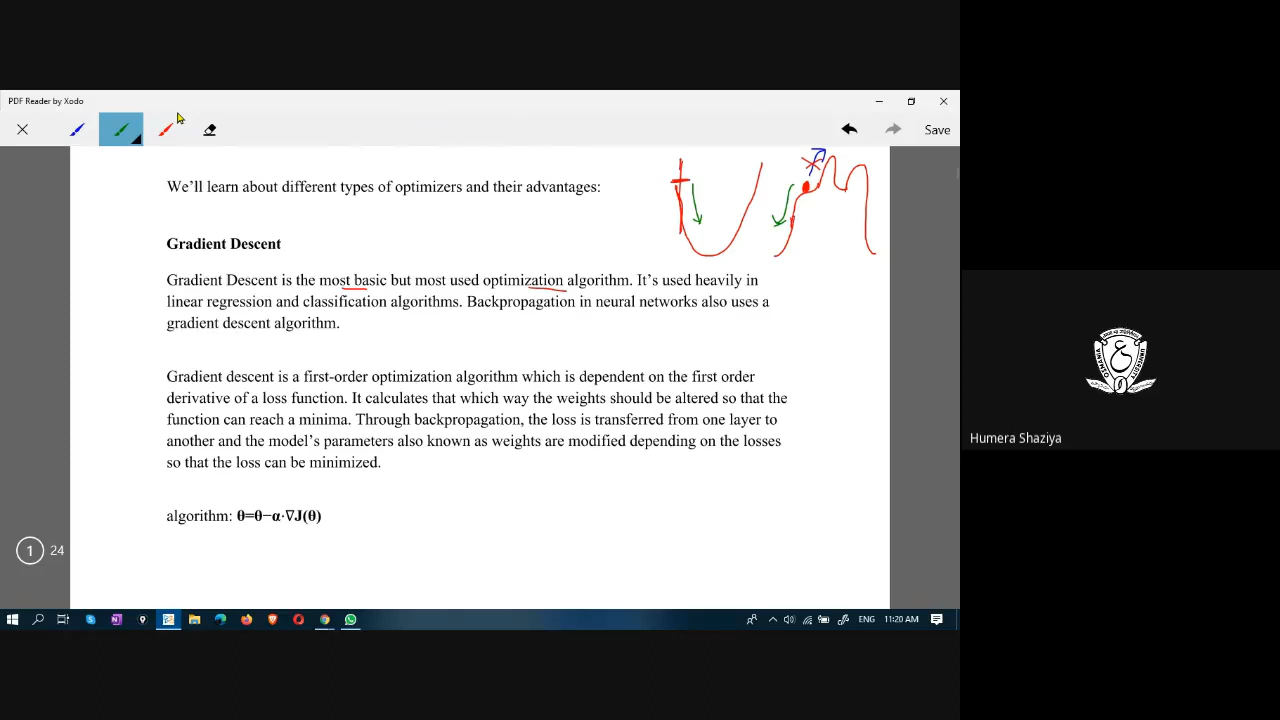 PDF Reader by Xodo
Save
We'll learn about different types of optimizers and their advantages:
Gradient Descent
Gradient Descent is the most basic but most used optimization algorithm. It's used heavily in
linear regression and classification algorithms. Backpropagation in neural networks also uses a
gradient descent algorithm.
Gradient descent is a first-order optimization algorithm which is dependent on the first order
derivative of a loss function. It calculates that which way the weights should be altered so that the
function can reach a minima. Through backpropagation, the loss is transferred from one layer to
another and the model's parameters also known as weights are modified depending on the losses
so that the loss can be minimized.
algorithm: θ=θ−α⋅∇J(θ)
1 24
ENG 11:20 AM
Humera Shaziya